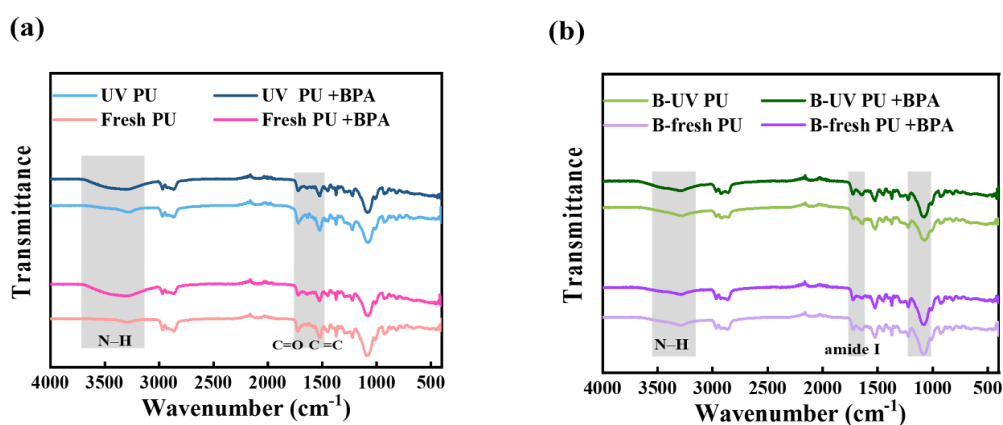 (a)
UV PU
UV PU +BPA
Fresh PU
Fresh PU +BPA
Transmittance
N–H
C=O C =C
4000 3500 3000 2500 2000 1500 1000 500
Wavenumber (cm⁻¹)
(b)
B-UV PU
B-UV PU +BPA
B-fresh PU
B-fresh PU +BPA
Transmittance
N–H
amide I
4000 3500 3000 2500 2000 1500 1000 500
Wavenumber (cm⁻¹)